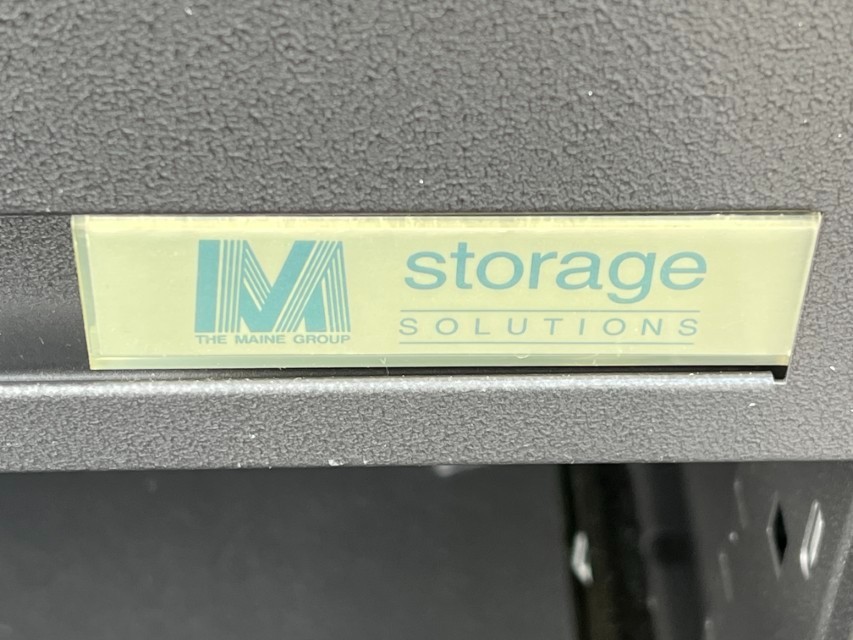 M
THE MAINE GROUP
storage
SOLUTIONS